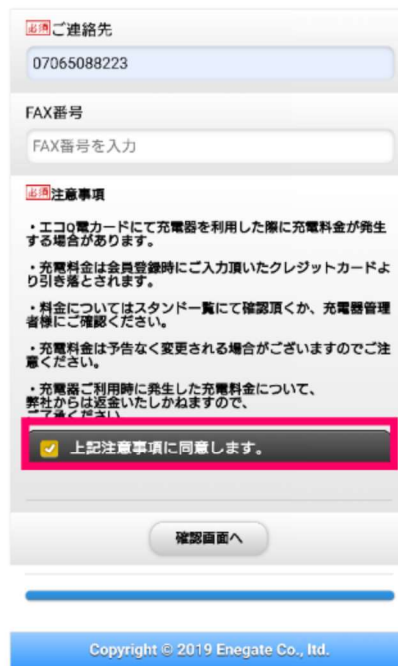 必須ご連絡先
07065088223
FAX番号
FAX番号を入力
必須注意事項
・エコQ電カードにて充電器を利用した際に充電料金が発生
する場合があります。
・充電料金は会員登録時にご入力頂いたクレジットカードよ
り引き落とされます。
・料金についてはスタンド一覧にて確認頂くか、充電器管理
者様にご確認ください。
・充電料金は予告なく変更される場合がございますのでご注
意ください。
・充電器ご利用時に発生した充電料金について、
弊社からは返金いたしかねますので、
ご了承ください
上記注意事項に同意します。
確認画面へ
Copyright © 2019 Enegate Co., ltd.